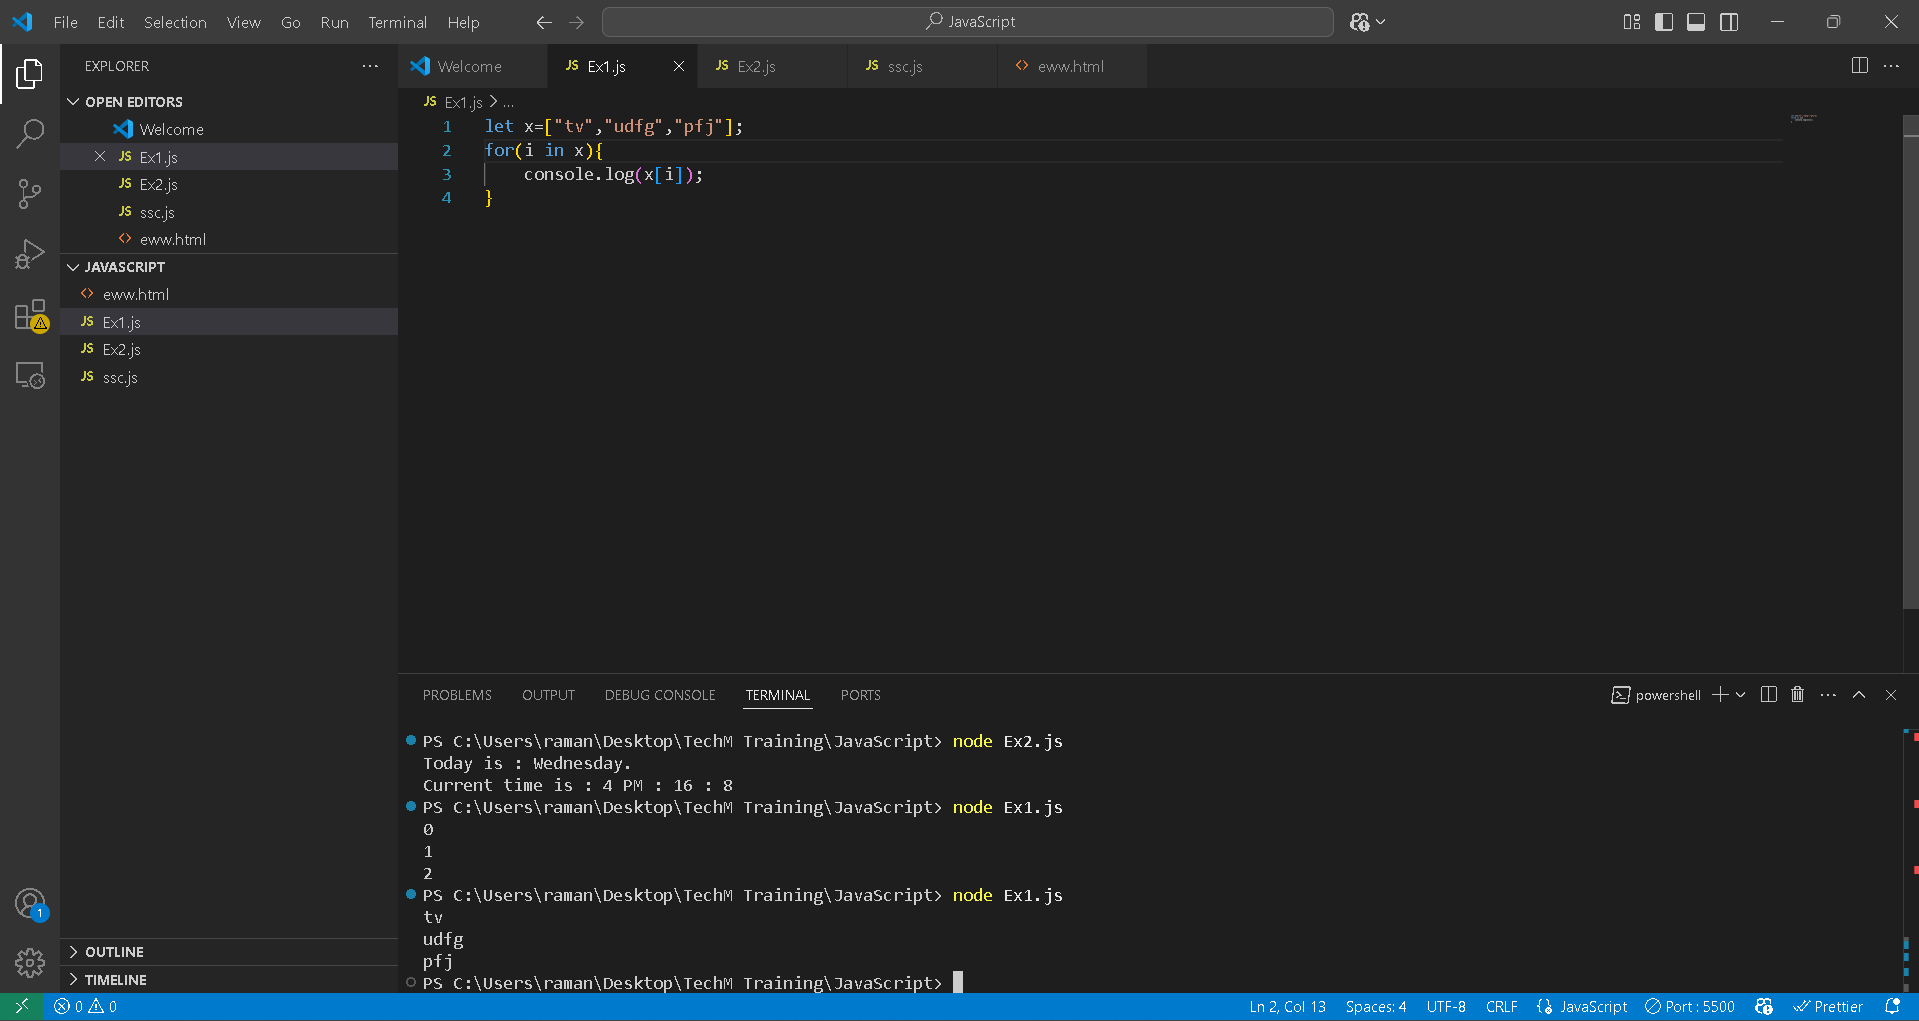 File Edit Selection View Go Run Terminal Help
JavaScript
EXPLORER
OPEN EDITORS
Welcome
JS Ex1.js
JS Ex2.js
JS ssc.js
<> eww.html
JAVASCRIPT
<> eww.html
JS Ex1.js
JS Ex2.js
JS ssc.js
1
OUTLINE
TIMELINE
Welcome JS Ex1.js JS Ex2.js JS ssc.js <> eww.html
JS Ex1.js > ...
1 let x=["tv","udfg","pfj"];
2 for(i in x){
3     console.log(x[i]);
4 }
PROBLEMS OUTPUT DEBUG CONSOLE TERMINAL PORTS powershell
PS C:\Users\raman\Desktop\TechM Training\JavaScript> node Ex2.js
Today is : Wednesday.
Current time is : 4 PM : 16 : 8
PS C:\Users\raman\Desktop\TechM Training\JavaScript> node Ex1.js
0
1
2
PS C:\Users\raman\Desktop\TechM Training\JavaScript> node Ex1.js
tv
udfg
pfj
PS C:\Users\raman\Desktop\TechM Training\JavaScript>
0 0 Ln 2, Col 13 Spaces: 4 UTF-8 CRLF {} JavaScript Port : 5500 Prettier